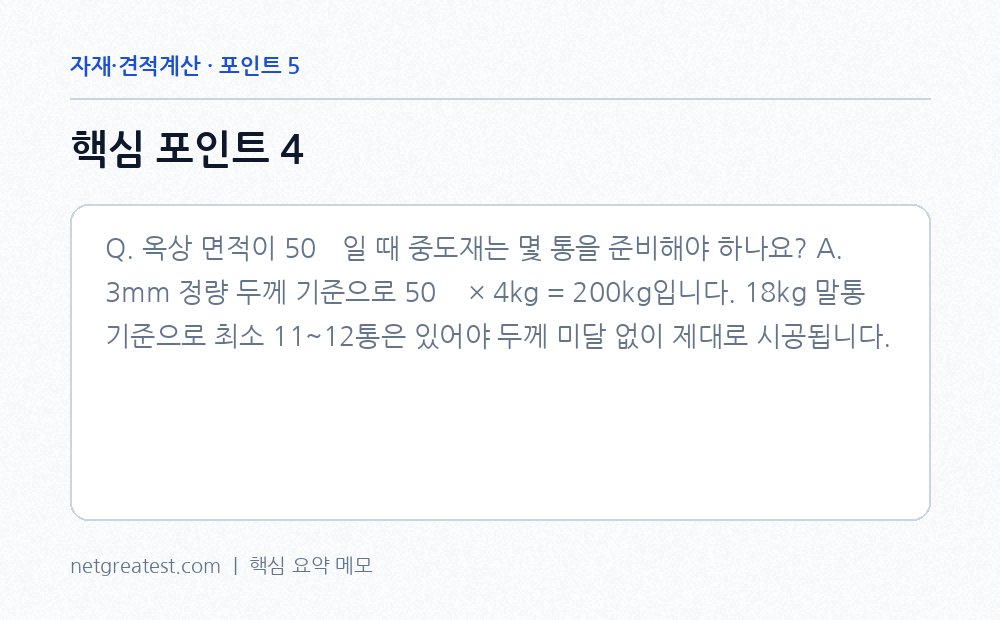 자재·견적계산 · 포인트 5
핵심 포인트 4
Q. 옥상 면적이 50 일 때 중도재는 몇 통을 준비해야 하나요? A.
3mm 정량 두께 기준으로 50 × 4kg = 200kg입니다. 18kg 말통
기준으로 최소 11~12통은 있어야 두께 미달 없이 제대로 시공됩니다.
netgreatest.com | 핵심 요약 메모